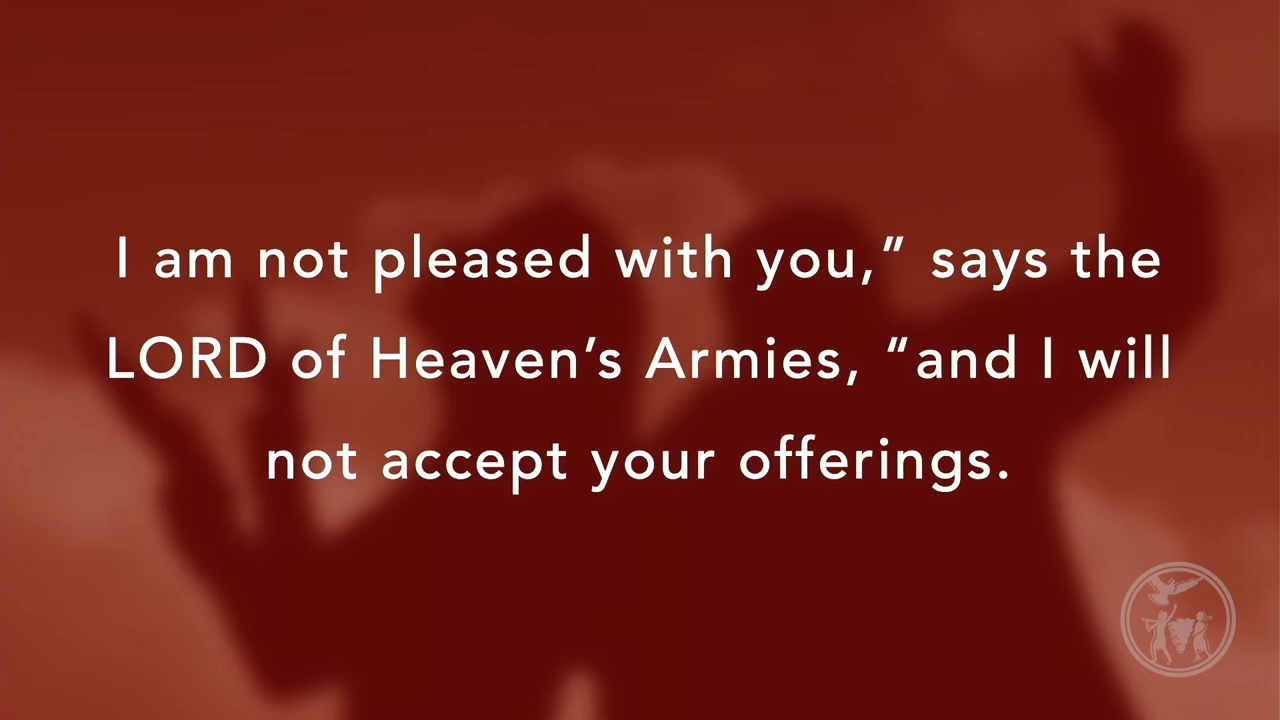 I am not pleased with you,” says the
LORD of Heaven’s Armies, “and I will
not accept your offerings.